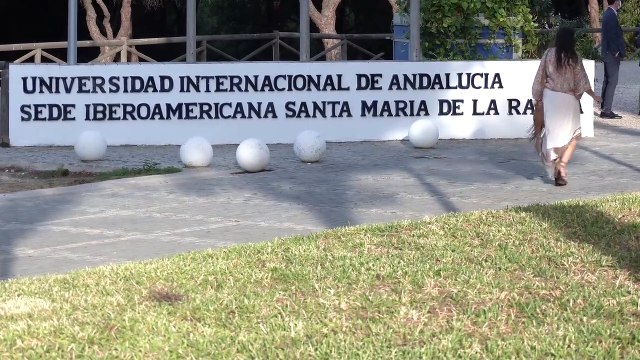 UNIVERSIDAD INTERNACIONAL DE ANDALUCIA
SEDE IBEROAMERICANA SANTA MARIA DE LA